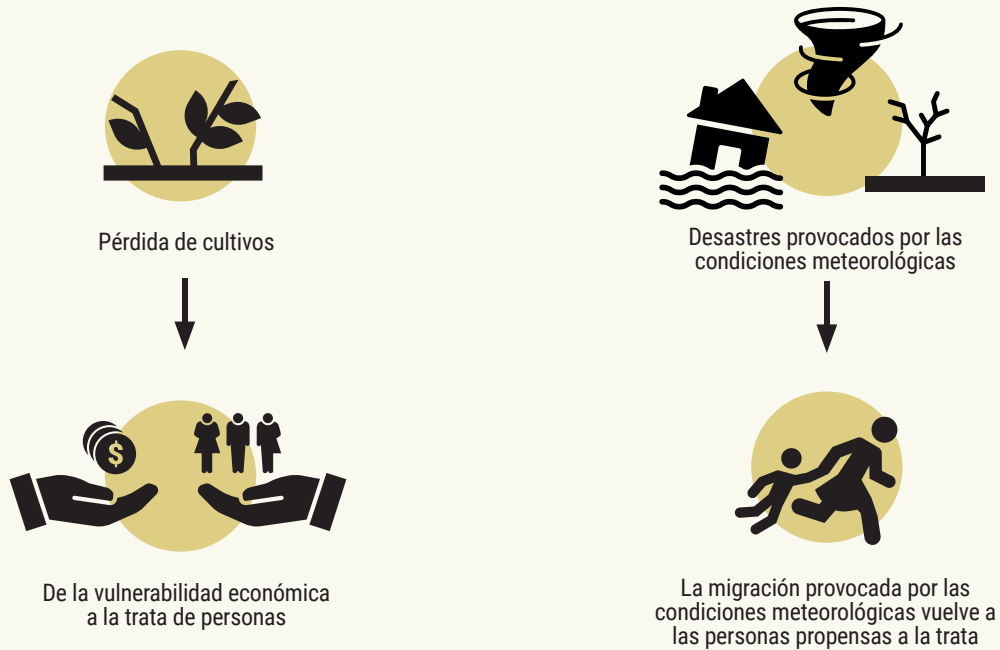 Pérdida de cultivos
Desastres provocados por las
condiciones meteorológicas
$
De la vulnerabilidad económica
a la trata de personas
La migración provocada por las
condiciones meteorológicas vuelve a
las personas propensas a la trata